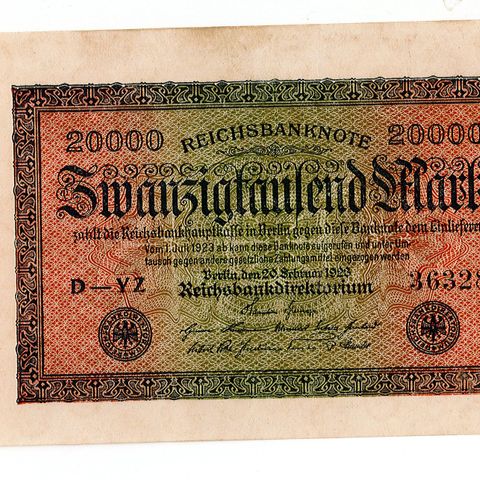 20000 REICHSBANKNOTE 20000
Zwanzigtausend Mark
zahlt die Reichsbankhauptkasse in Berlin gegen diese Banknote dem Einliefere
Vom 1. Juli 1923 ab kann diese Banknote aufgerufen und unter Um-
tausch gegen andere gesetzliche Zahlungsmittel eingezogen werden
Berlin, den 20. Februar 1923
Reichsbankdirektorium
D—YZ 36328